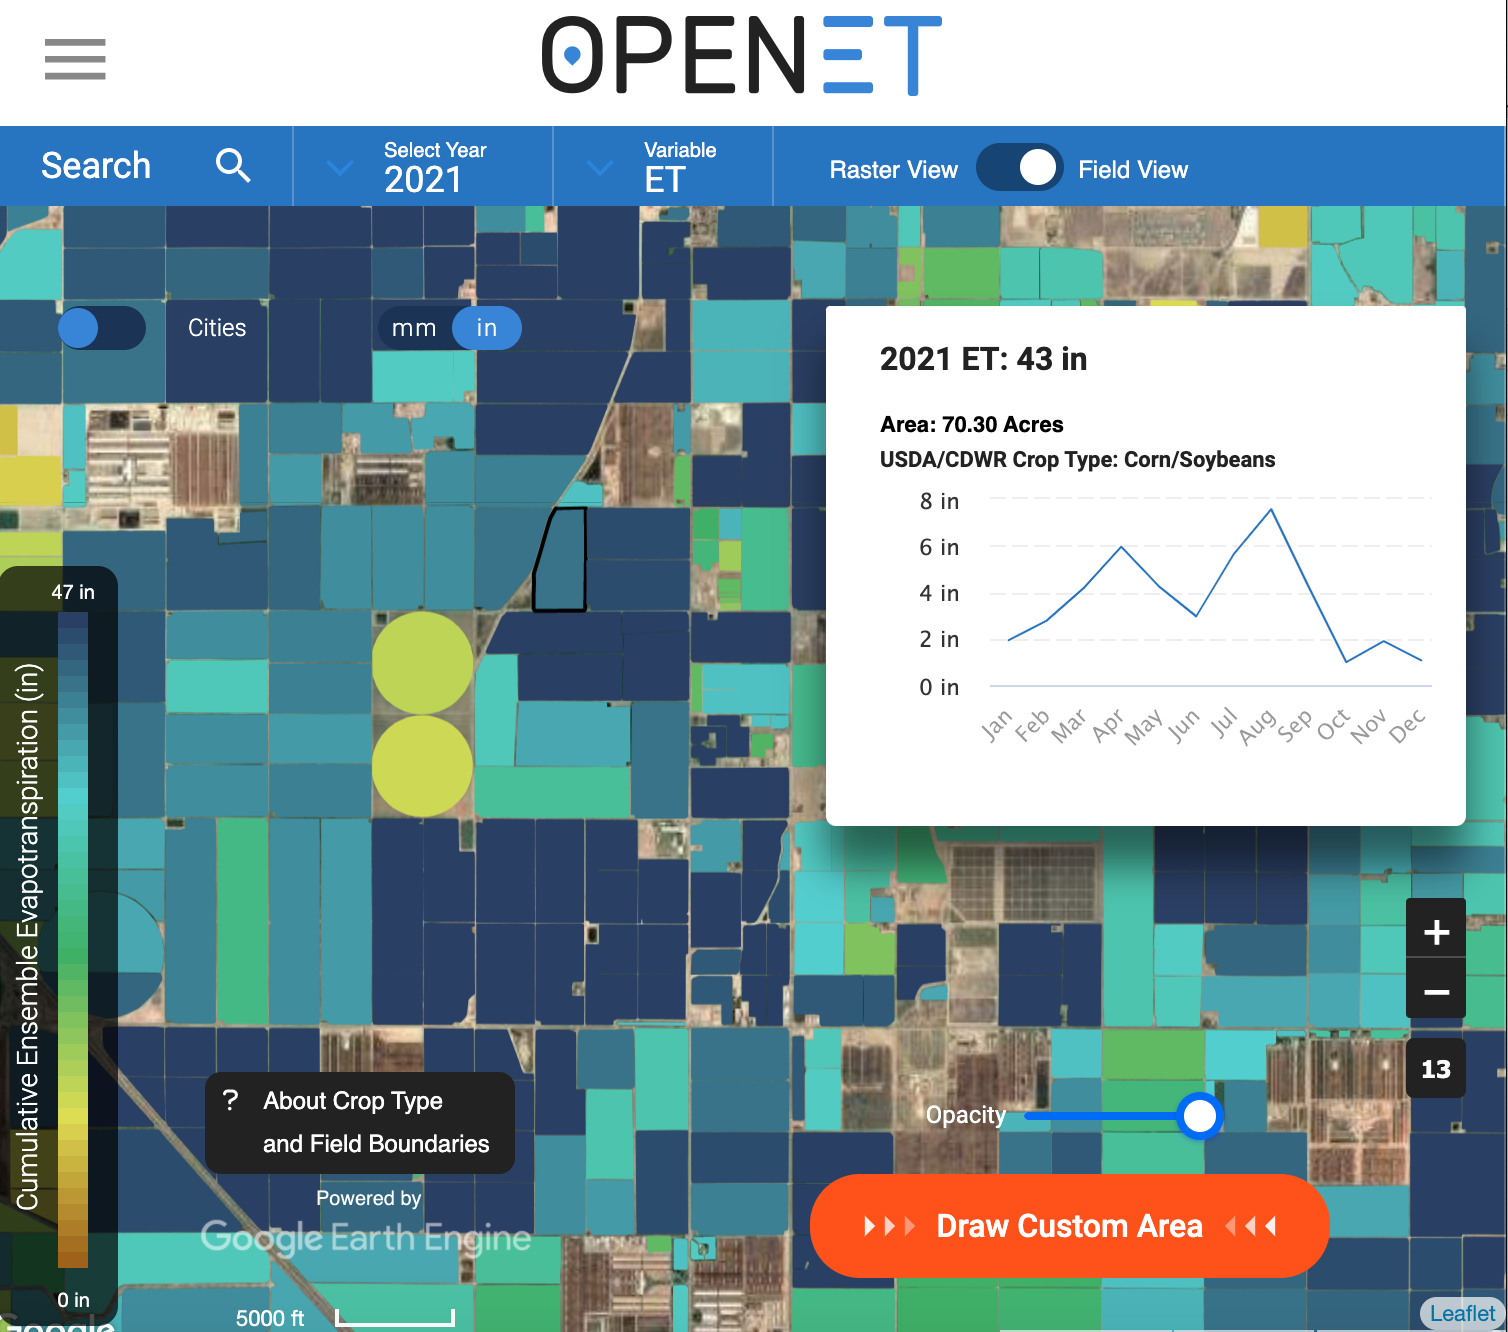 OPENET
Search
Select Year
2021
Variable
ET
Raster View
Field View
Cities
mm
in
2021 ET: 43 in
Area: 70.30 Acres
USDA/CDWR Crop Type: Corn/Soybeans
8 in
6 in
4 in
2 in
0 in
Jan
Feb
Mar
Apr
May
Jun
Jul
Aug
Sep
Oct
Nov
Dec
47 in
Cumulative Ensemble Evapotranspiration (in)
0 in
+
−
13
? About Crop Type
and Field Boundaries
Opacity
Powered by
Google Earth Engine
Draw Custom Area
5000 ft
Google
Leaflet